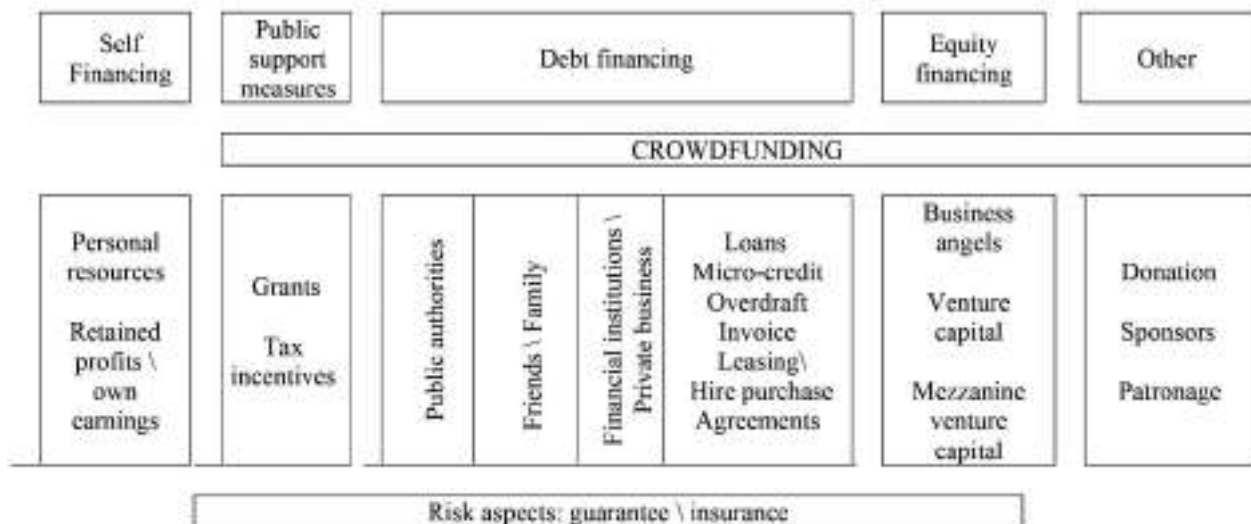 Self
Financing
Public
support
measures
Debt financing
Equity
financing
Other
CROWDFUNDING
Personal
resources
Retained
profits \
own
earnings
Grants
Tax
incentives
Public authorities
Friends \ Family
Financial institutions \
Private business
Loans
Micro-credit
Overdraft
Invoice
Leasing\
Hire purchase
Agreements
Business
angels
Venture
capital
Mezzanine
venture
capital
Donation
Sponsors
Patronage
Risk aspects: guarantee \ insurance